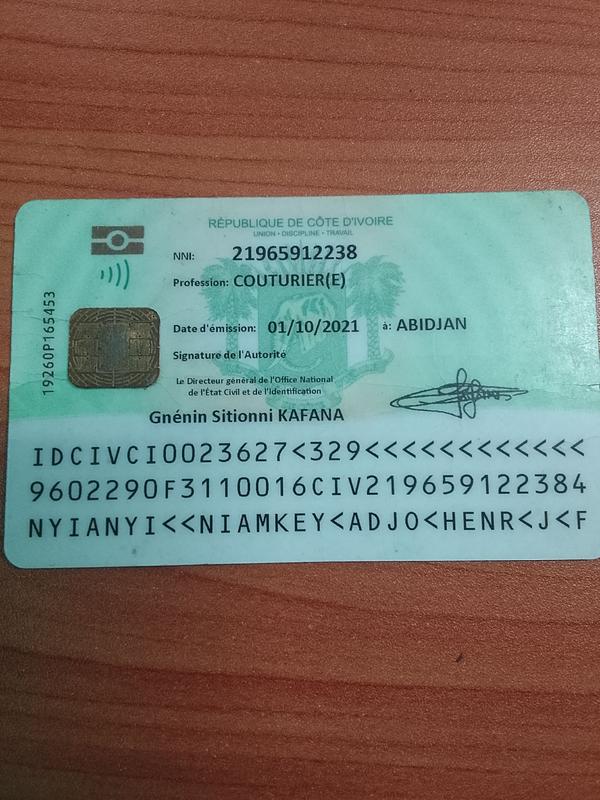 RÉPUBLIQUE DE CÔTE D'IVOIRE
UNION • DISCIPLINE • TRAVAIL
NNI: 21965912238
Profession: COUTURIER(E)
Date d'émission: 01/10/2021 à: ABIDJAN
Signature de l'Autorité
Le Directeur général de l'Office National
de l'État Civil et de l'Identification
Gnénin Sitionni KAFANA
19260P165453
IDCIVCI0023627<329<<<<<<<<<<<<
9602290F3110016CIV219659122384
NYIANYI<<NIAMKEY<ADJO<HENR<J<F